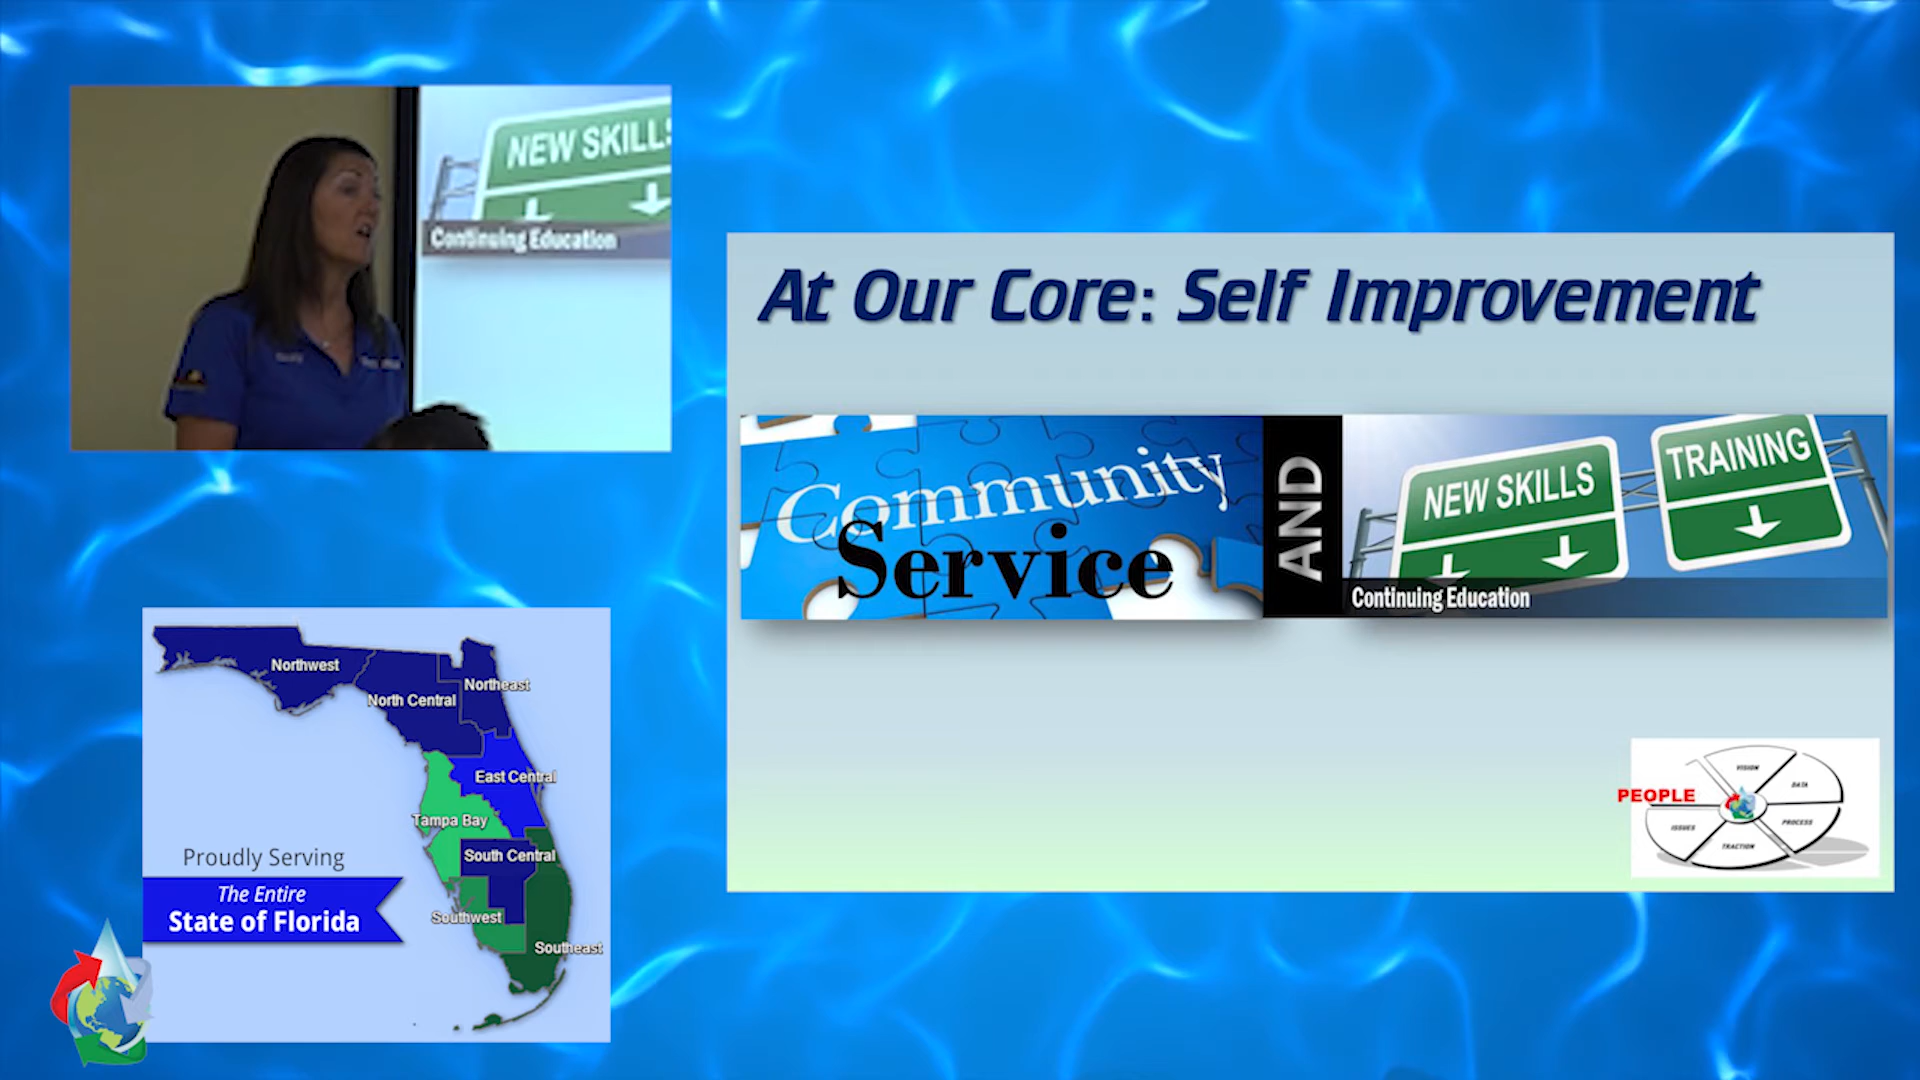 NEW SKILLS
Continuing Education
At Our Core: Self Improvement
Community
Service
AND
NEW SKILLS
TRAINING
Continuing Education
PEOPLE
VISION
DATA
PROCESS
TRACTION
ISSUES
Northwest
North Central
Northeast
East Central
Tampa Bay
South Central
Southwest
Southeast
Proudly Serving
The Entire
State of Florida